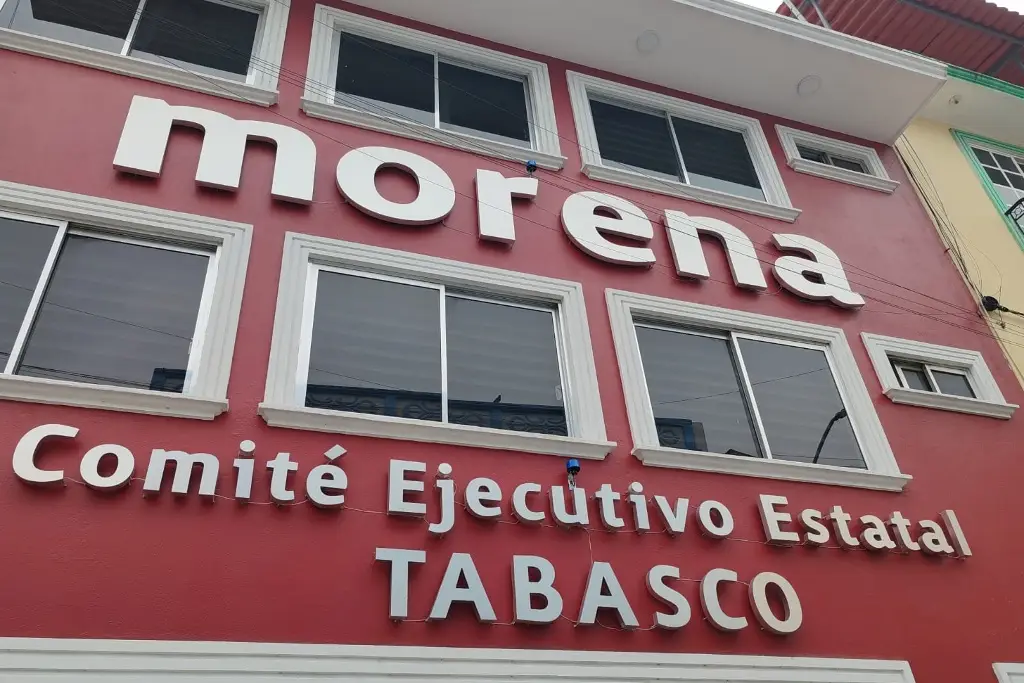 morena
Comité Ejecutivo Estatal
TABASCO